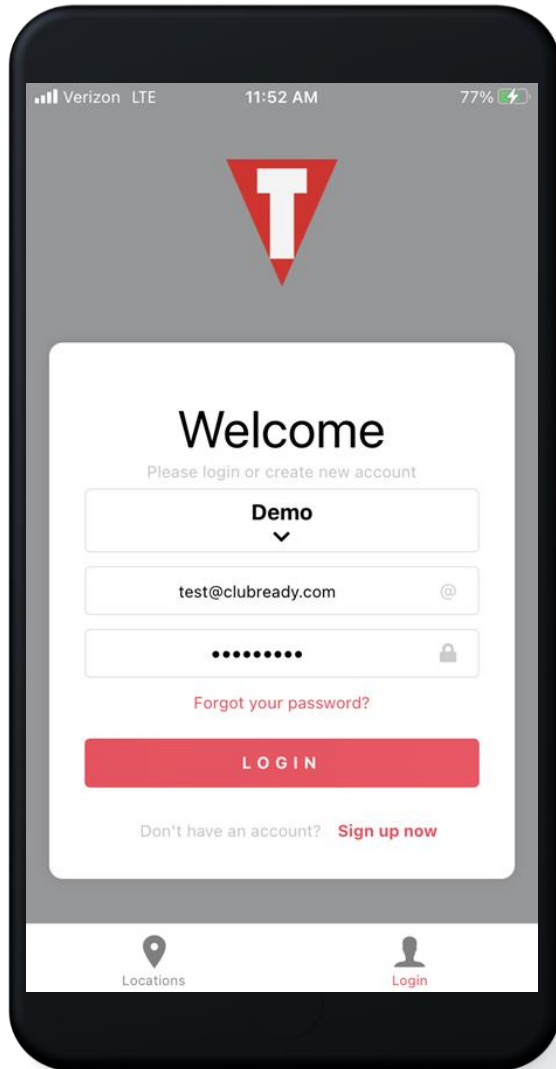 Verizon LTE 11:52 AM 77%
T
Welcome
Please login or create new account
Demo
test@clubready.com @
•••••••••
Forgot your password?
LOGIN
Don't have an account? Sign up now
Locations Login